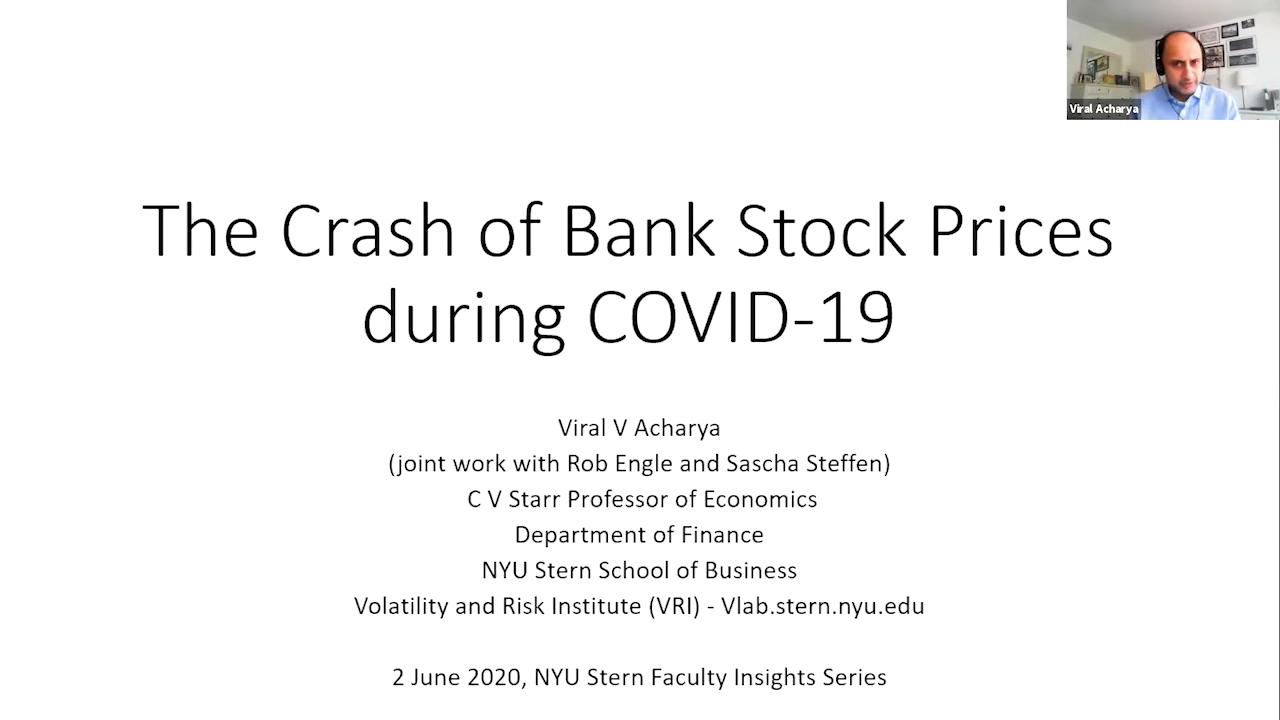 Viral Acharya
The Crash of Bank Stock Prices
during COVID-19
Viral V Acharya
(joint work with Rob Engle and Sascha Steffen)
C V Starr Professor of Economics
Department of Finance
NYU Stern School of Business
Volatility and Risk Institute (VRI) - Vlab.stern.nyu.edu
2 June 2020, NYU Stern Faculty Insights Series